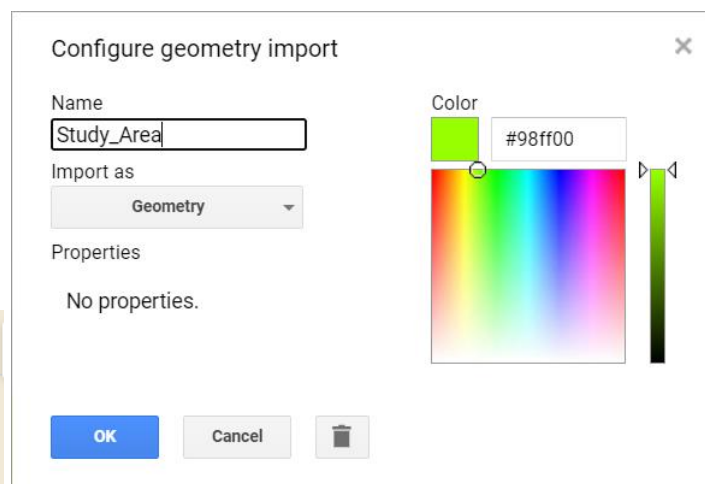 Configure geometry import
Name
Study_Area
Import as
Geometry
Properties
No properties.
Color
#98ff00
OK
Cancel